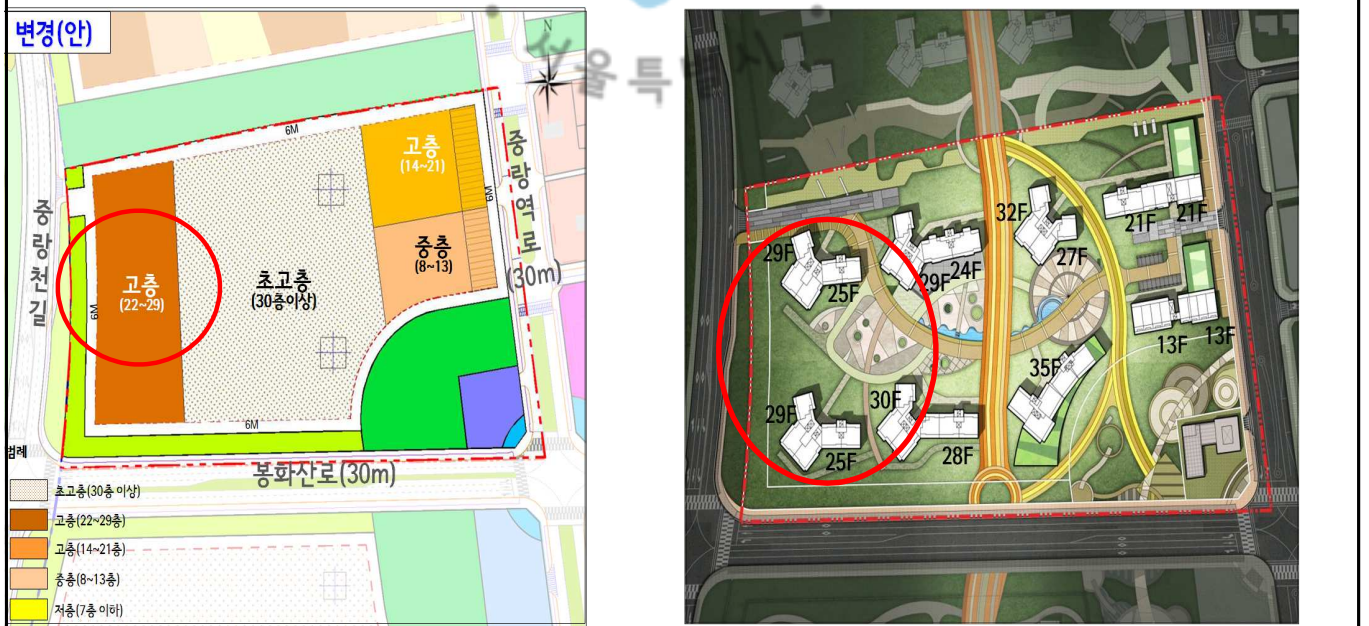 변경(안)
서울특별시
N
6M
고층
(14~21)
중랑역로
(30m)
6M
중층
(8~13)
중랑천길
6M
고층
(22~29)
초고층
(30층이상)
6M
봉화산로(30m)
범례
초고층(30층 이상)
고층(22~29층)
고층(14~21층)
중층(8~13층)
저층(7층 이하)
29F
25F
29F
24F
32F
27F
21F
21F
13F
13F
35F
29F
25F
30F
28F